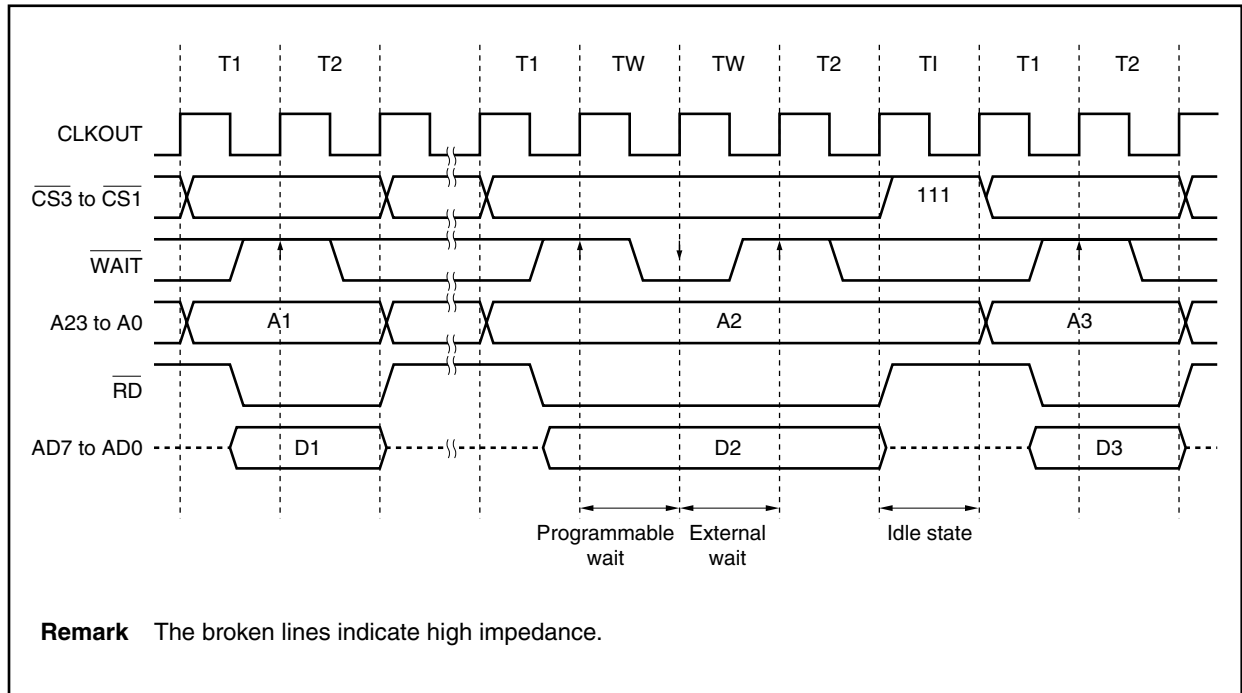 T1 T2 T1 TW TW T2 TI T1 T2
CLKOUT
CS3 to CS1 111
WAIT
A23 to A0 A1 A2 A3
RD
AD7 to AD0 D1 D2 D3
Programmable wait
External wait
Idle state
Remark The broken lines indicate high impedance.